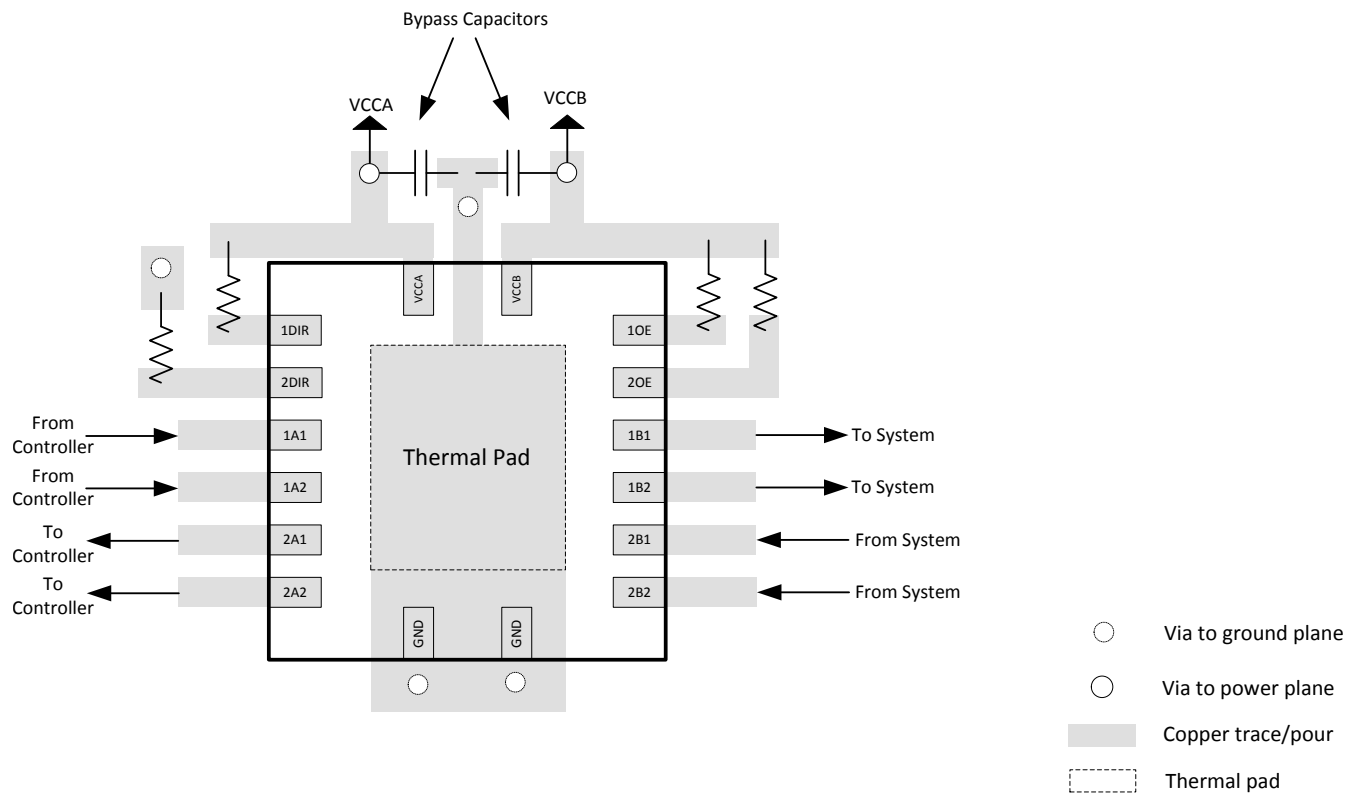 Bypass Capacitors
VCCA
VCCB
VCCA
VCCB
1DIR
1OE
2DIR
2OE
From
Controller
1A1
1B1
To System
From
Controller
Thermal Pad
1A2
1B2
To System
To
Controller
2A1
2B1
From System
To
Controller
2A2
2B2
From System
GND
GND
Via to ground plane
Via to power plane
Copper trace/pour
Thermal pad